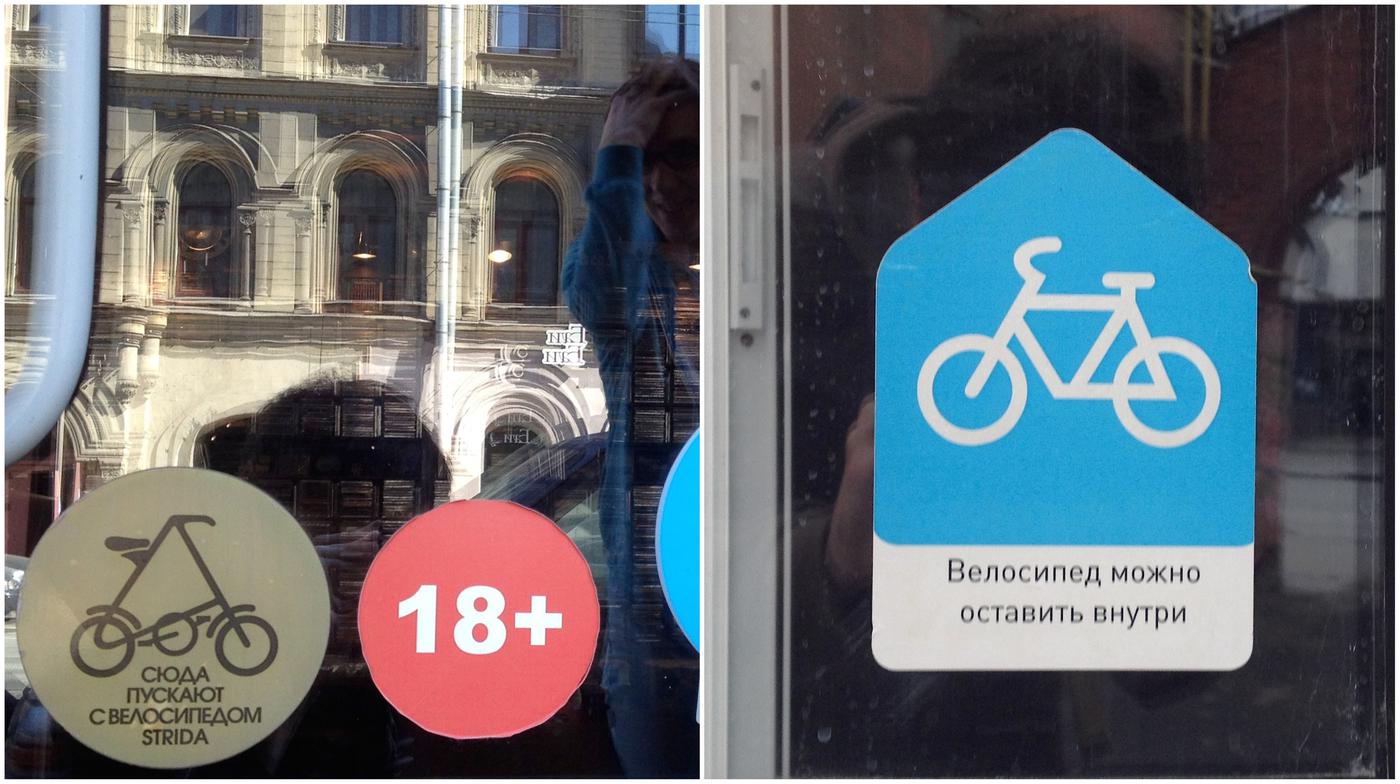 СЮДА
ПУСКАЮТ
С ВЕЛОСИПЕДОМ
STRIDA
18+
Велосипед можно
оставить внутри